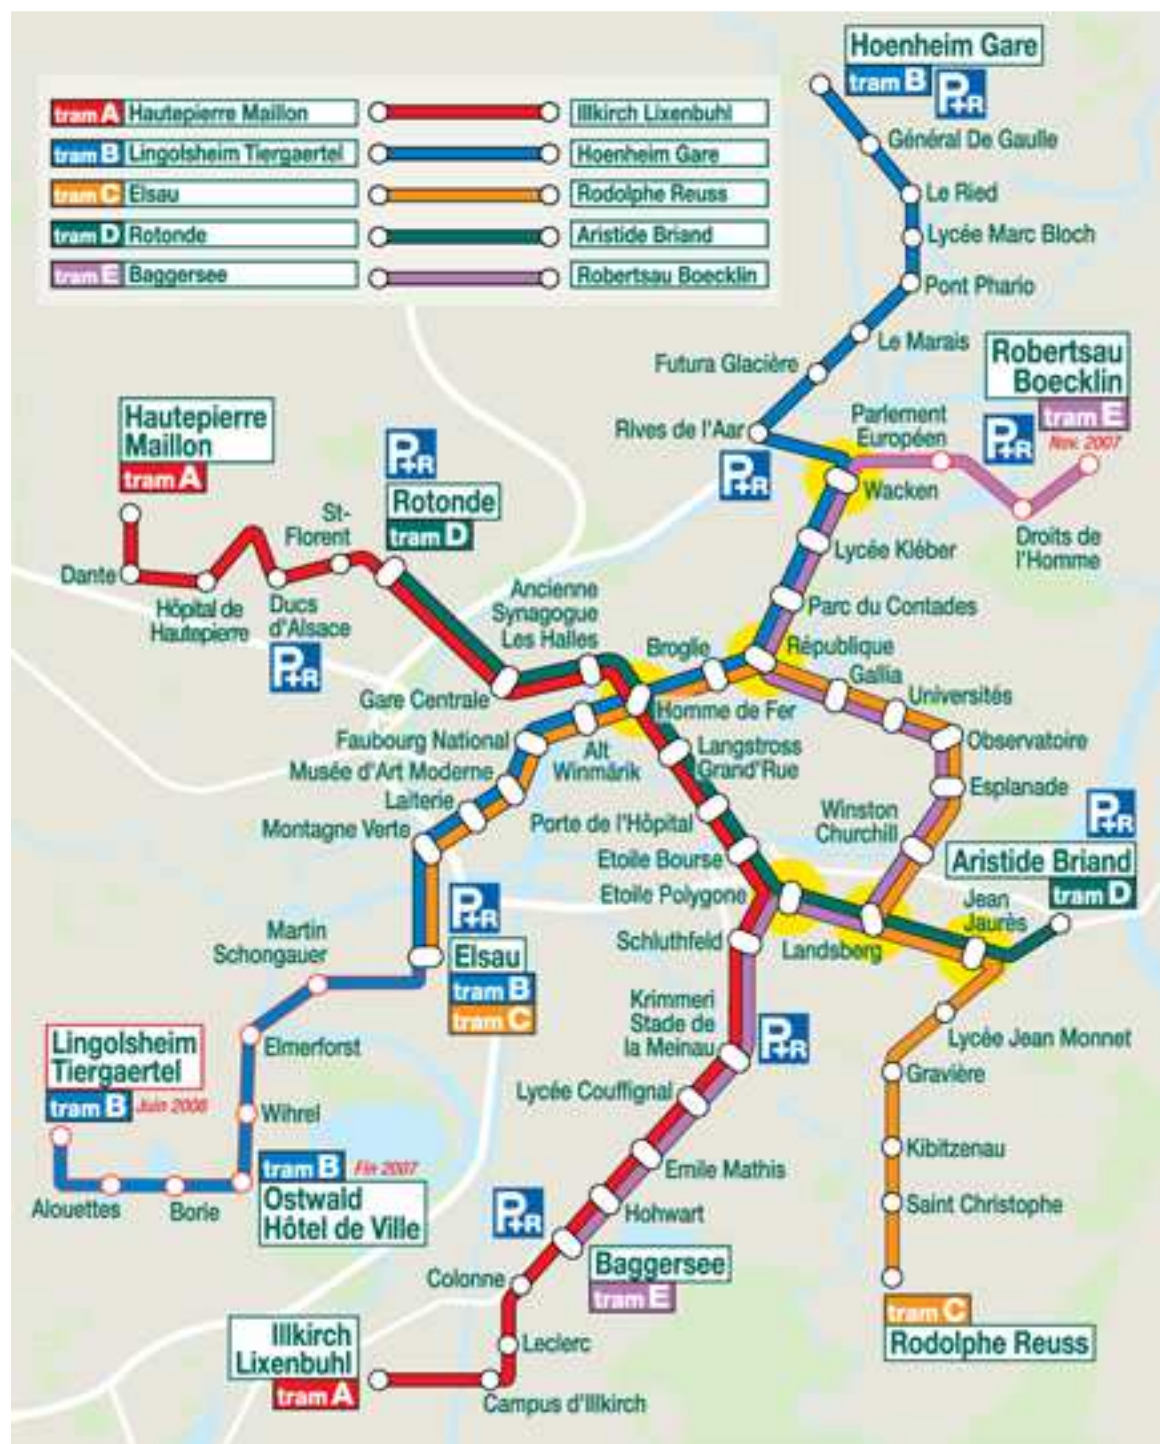 Hoenheim Gare
tram B P+R
tram A Hautepierre Maillon Illkirch Lixenbuhl
tram B Lingolsheim Tiergaertel Hoenheim Gare
tram C Elsau Rodolphe Reuss
tram D Rotonde Aristide Briand
tram E Baggersee Robertsau Boecklin
Général De Gaulle
Le Ried
Lycée Marc Bloch
Pont Phario
Le Marais
Futura Glacière
Robertsau
Boecklin
tram E
Nov. 2007
P+R
Parlement
Européen
Rives de l'Aar
P+R
Wacken
Droits de
l'Homme
Hautepierre
Maillon
tram A
P+R
Rotonde
tram D
St-
Florent
Dante
Hôpital de
Hautepierre
Ducs
d'Alsace
P+R
Lycée Kléber
Ancienne
Synagogue
Les Halles
Parc du Contades
Broglie
République
Gallia
Universités
Gare Centrale
Homme de Fer
Faubourg National
Alt
Winmärik
Langstross
Grand'Rue
Observatoire
Musée d'Art Moderne
Esplanade
Laiterie
Winston
Churchill
P+R
Montagne Verte
Porte de l'Hôpital
Etoile Bourse
Aristide Briand
tram D
Etoile Polygone
Jean
Jaurès
P+R
Elsau
tram B
tram C
Martin
Schongauer
Schluthfeld
Landsberg
Krimmeri
Stade de
la Meinau
P+R
Lycée Jean Monnet
Lingolsheim
Tiergaertel
tram B Juin 2008
Elmerforst
Gravière
Lycée Couffignal
Wihrel
Kibitzenau
tram B Fin 2007
Ostwald
Hôtel de Ville
Emile Mathis
Alouettes
Borie
P+R
Hohwart
Saint Christophe
Baggersee
tram E
Colonne
tram C
Rodolphe Reuss
Illkirch
Lixenbuhl
tram A
Leclerc
Campus d'Illkirch